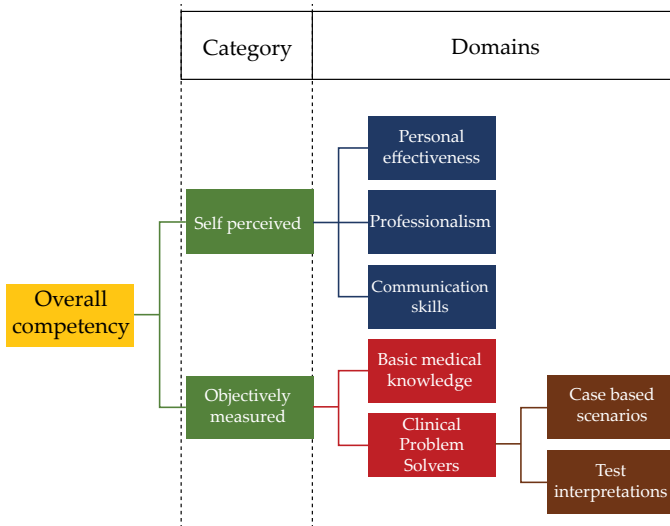 Category
Domains
Personal
effectiveness
Self perceived
Professionalism
Communication
skills
Overall
competency
Objectively
measured
Basic medical
knowledge
Clinical
Problem
Solvers
Case based
scenarios
Test
interpretations